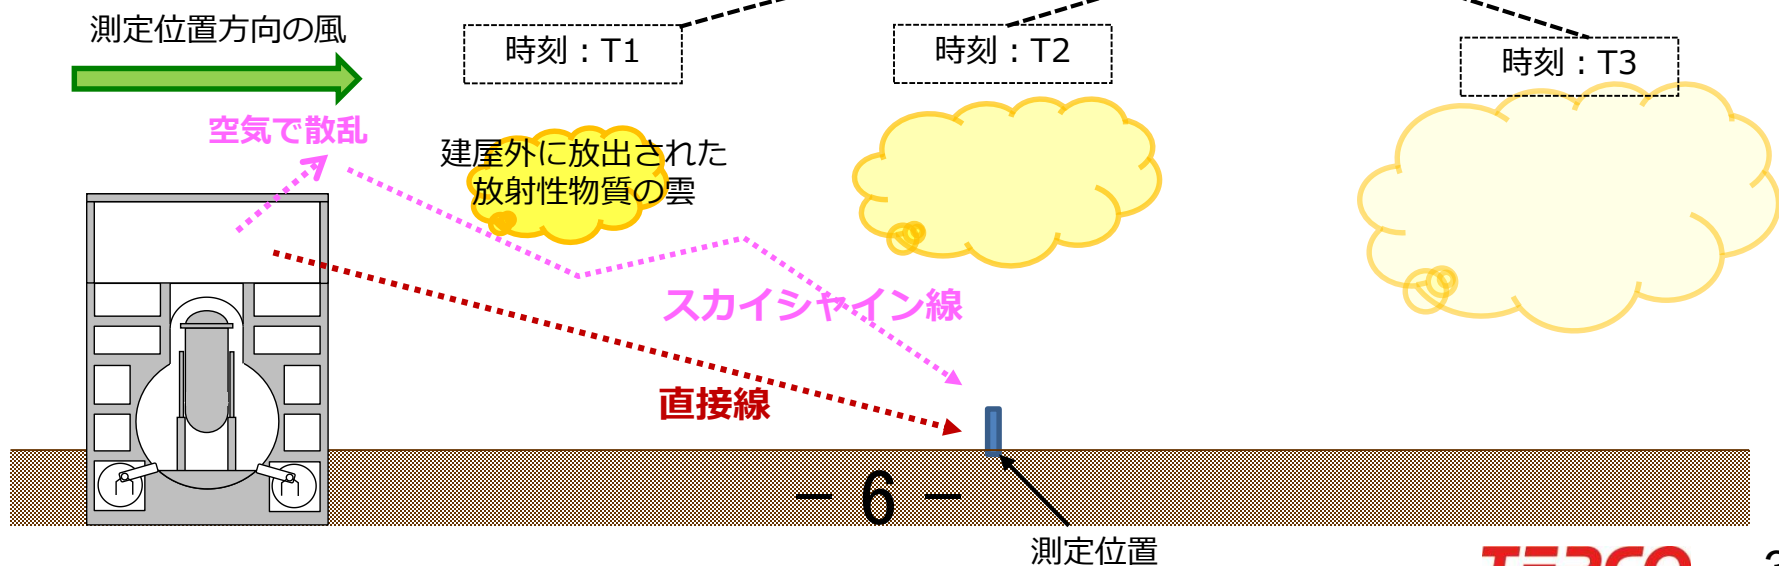 測定位置方向の風
時刻：T1
時刻：T2
時刻：T3
空気で散乱
建屋外に放出された
放射性物質の雲
スカイシャイン線
直接線
－ 6 －
測定位置
TEPCO